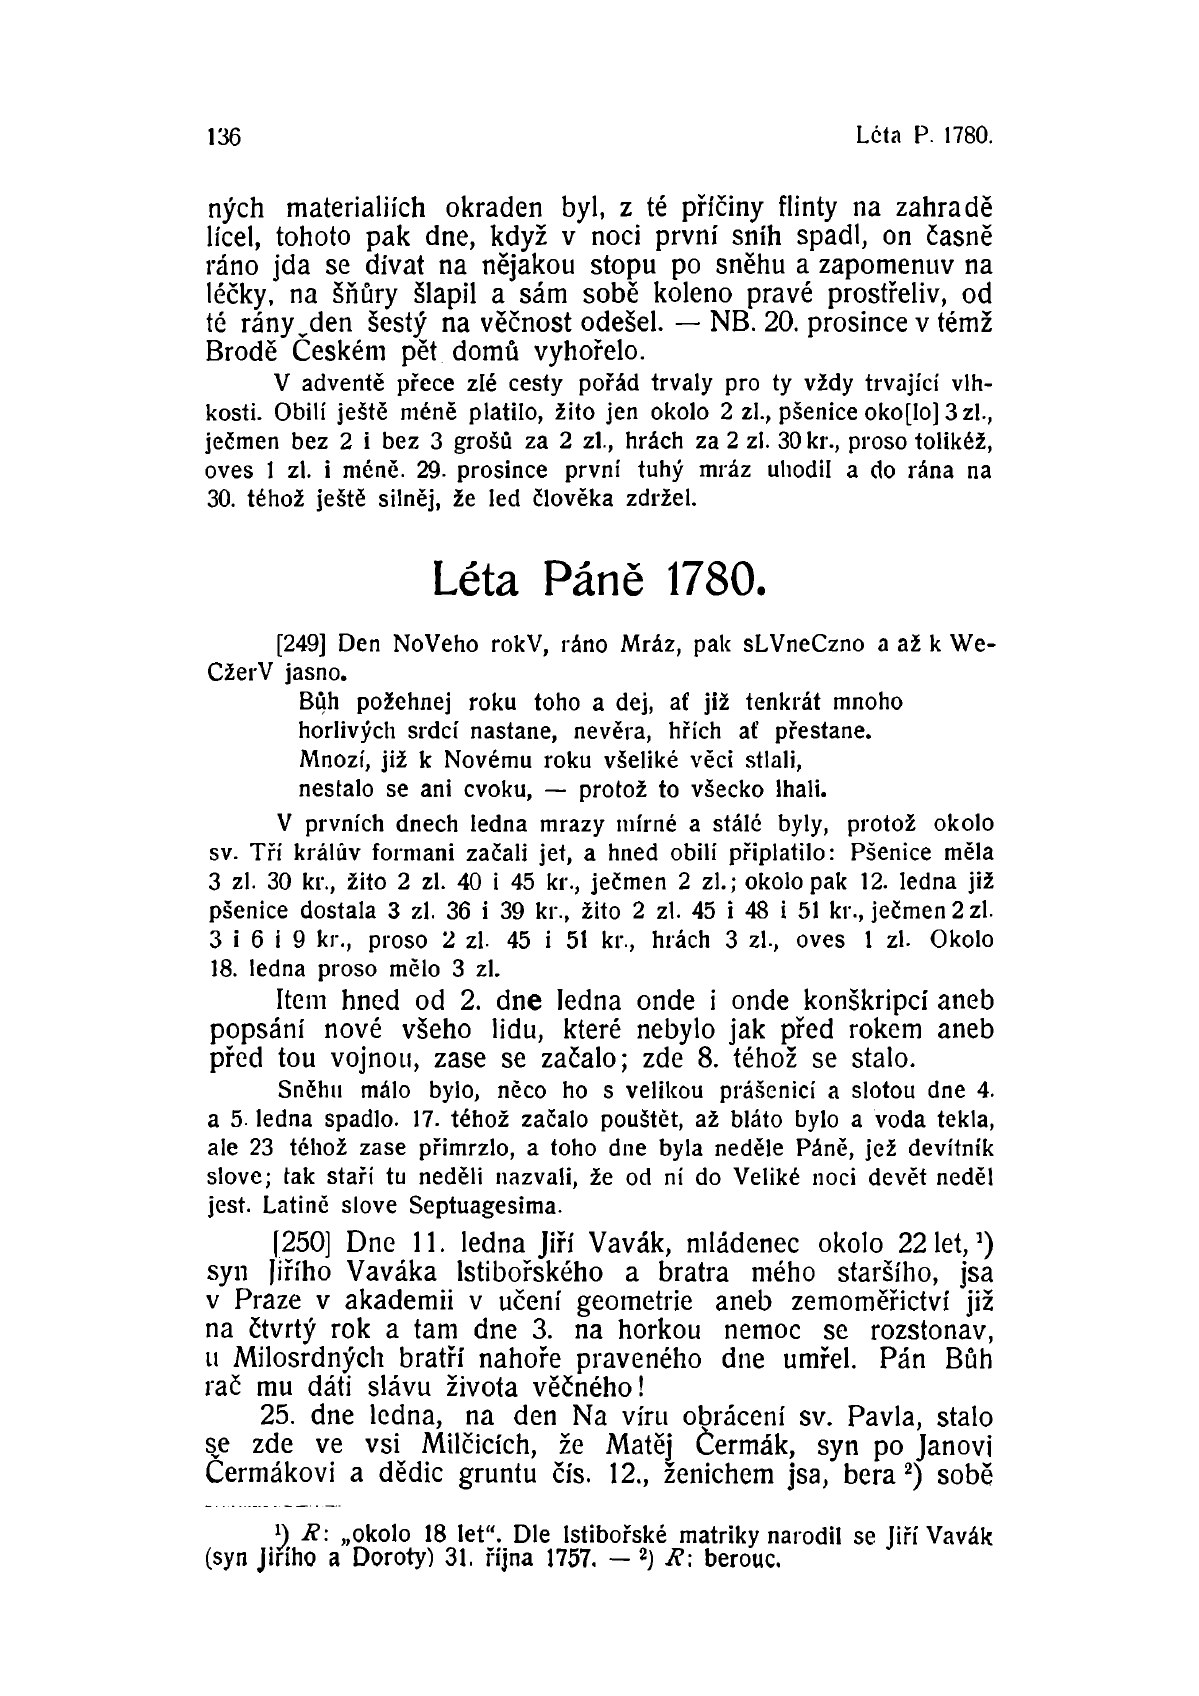 136 Léta P. 1780.
ných materialiích okraden byl, z té příčiny flinty na zahradě
lícel, tohoto pak dne, když v noci první sníh spadl, on časně
ráno jda se dívat na nějakou stopu po sněhu a zapomenuv na
léčky, na šňůry šlapil a sám sobě koleno pravé prostřeliv, od
té rány den šestý na věčnost odešel. — NB. 20. prosince v témž
Brodě Českém pět domů vyhořelo.
V adventě přece zlé cesty pořád trvaly pro ty vždy trvající vlh-
kosti. Obilí ještě méně platilo, žito jen okolo 2 zl., pšenice oko[lo] 3 zl.,
ječmen bez 2 i bez 3 grošů za 2 zl., hrách za 2 zl. 30 kr., proso tolikéž,
oves 1 zl. i méně. 29. prosince první tuhý mráz uhodil a do rána na
30. téhož ještě silněj, že led člověka zdržel.
Léta Páně 1780.
[249] Den NoVeho rokV, ráno Mráz, pak sLVneCzno a až k We-
CžerV jasno.
Bůh požehnej roku toho a dej, ať již tenkrát mnoho
horlivých srdcí nastane, nevěra, hřích ať přestane.
Mnozí, již k Novému roku všeliké věci stlali,
nestalo se ani cvoku, — protož to všecko lhali.
V prvních dnech ledna mrazy mírné a stálé byly, protož okolo
sv. Tří králův formani začali jet, a hned obilí připlatilo: Pšenice měla
3 zl. 30 kr., žito 2 zl. 40 i 45 kr., ječmen 2 zl.; okolo pak 12. ledna již
pšenice dostala 3 zl. 36 i 39 kr., žito 2 zl. 45 i 48 i 51 kr., ječmen 2 zl.
3 i 6 i 9 kr., proso 2 zl. 45 i 51 kr., hrách 3 zl., oves 1 zl. Okolo
18. ledna proso mělo 3 zl.
Item hned od 2. dne ledna onde i onde konškripcí aneb
popsání nové všeho lidu, které nebylo jak před rokem aneb
před tou vojnou, zase se začalo; zde 8. téhož se stalo.
Sněhu málo bylo, něco ho s velikou prášenicí a slotou dne 4.
a 5. ledna spadlo. 17. téhož začalo pouštět, až bláto bylo a voda tekla,
ale 23 téhož zase přimrzlo, a toho dne byla neděle Páně, jež devítník
slove; tak staří tu neděli nazvali, že od ní do Veliké noci devět neděl
jest. Latině slove Septuagesima.
[250] Dne 11. ledna Jiří Vavák, mládenec okolo 22 let, ¹)
syn Jiřího Vaváka Istibořského a bratra mého staršího, jsa
v Praze v akademii v učení geometrie aneb zemoměřictví již
na čtvrtý rok a tam dne 3. na horkou nemoc se rozstonav,
u Milosrdných bratří nahoře praveného dne umřel. Pán Bůh
rač mu dáti slávu života věčného!
25. dne ledna, na den Na víru obrácení sv. Pavla, stalo
se zde ve vsi Milčicích, že Matěj Čermák, syn po Janovi
Čermákovi a dědic gruntu čís. 12., ženichem jsa, bera ²) sobě
¹) R: „okolo 18 let“. Dle Istibořské matriky narodil se Jiří Vavák
(syn Jiřího a Doroty) 31. října 1757. — ²) R: berouc.